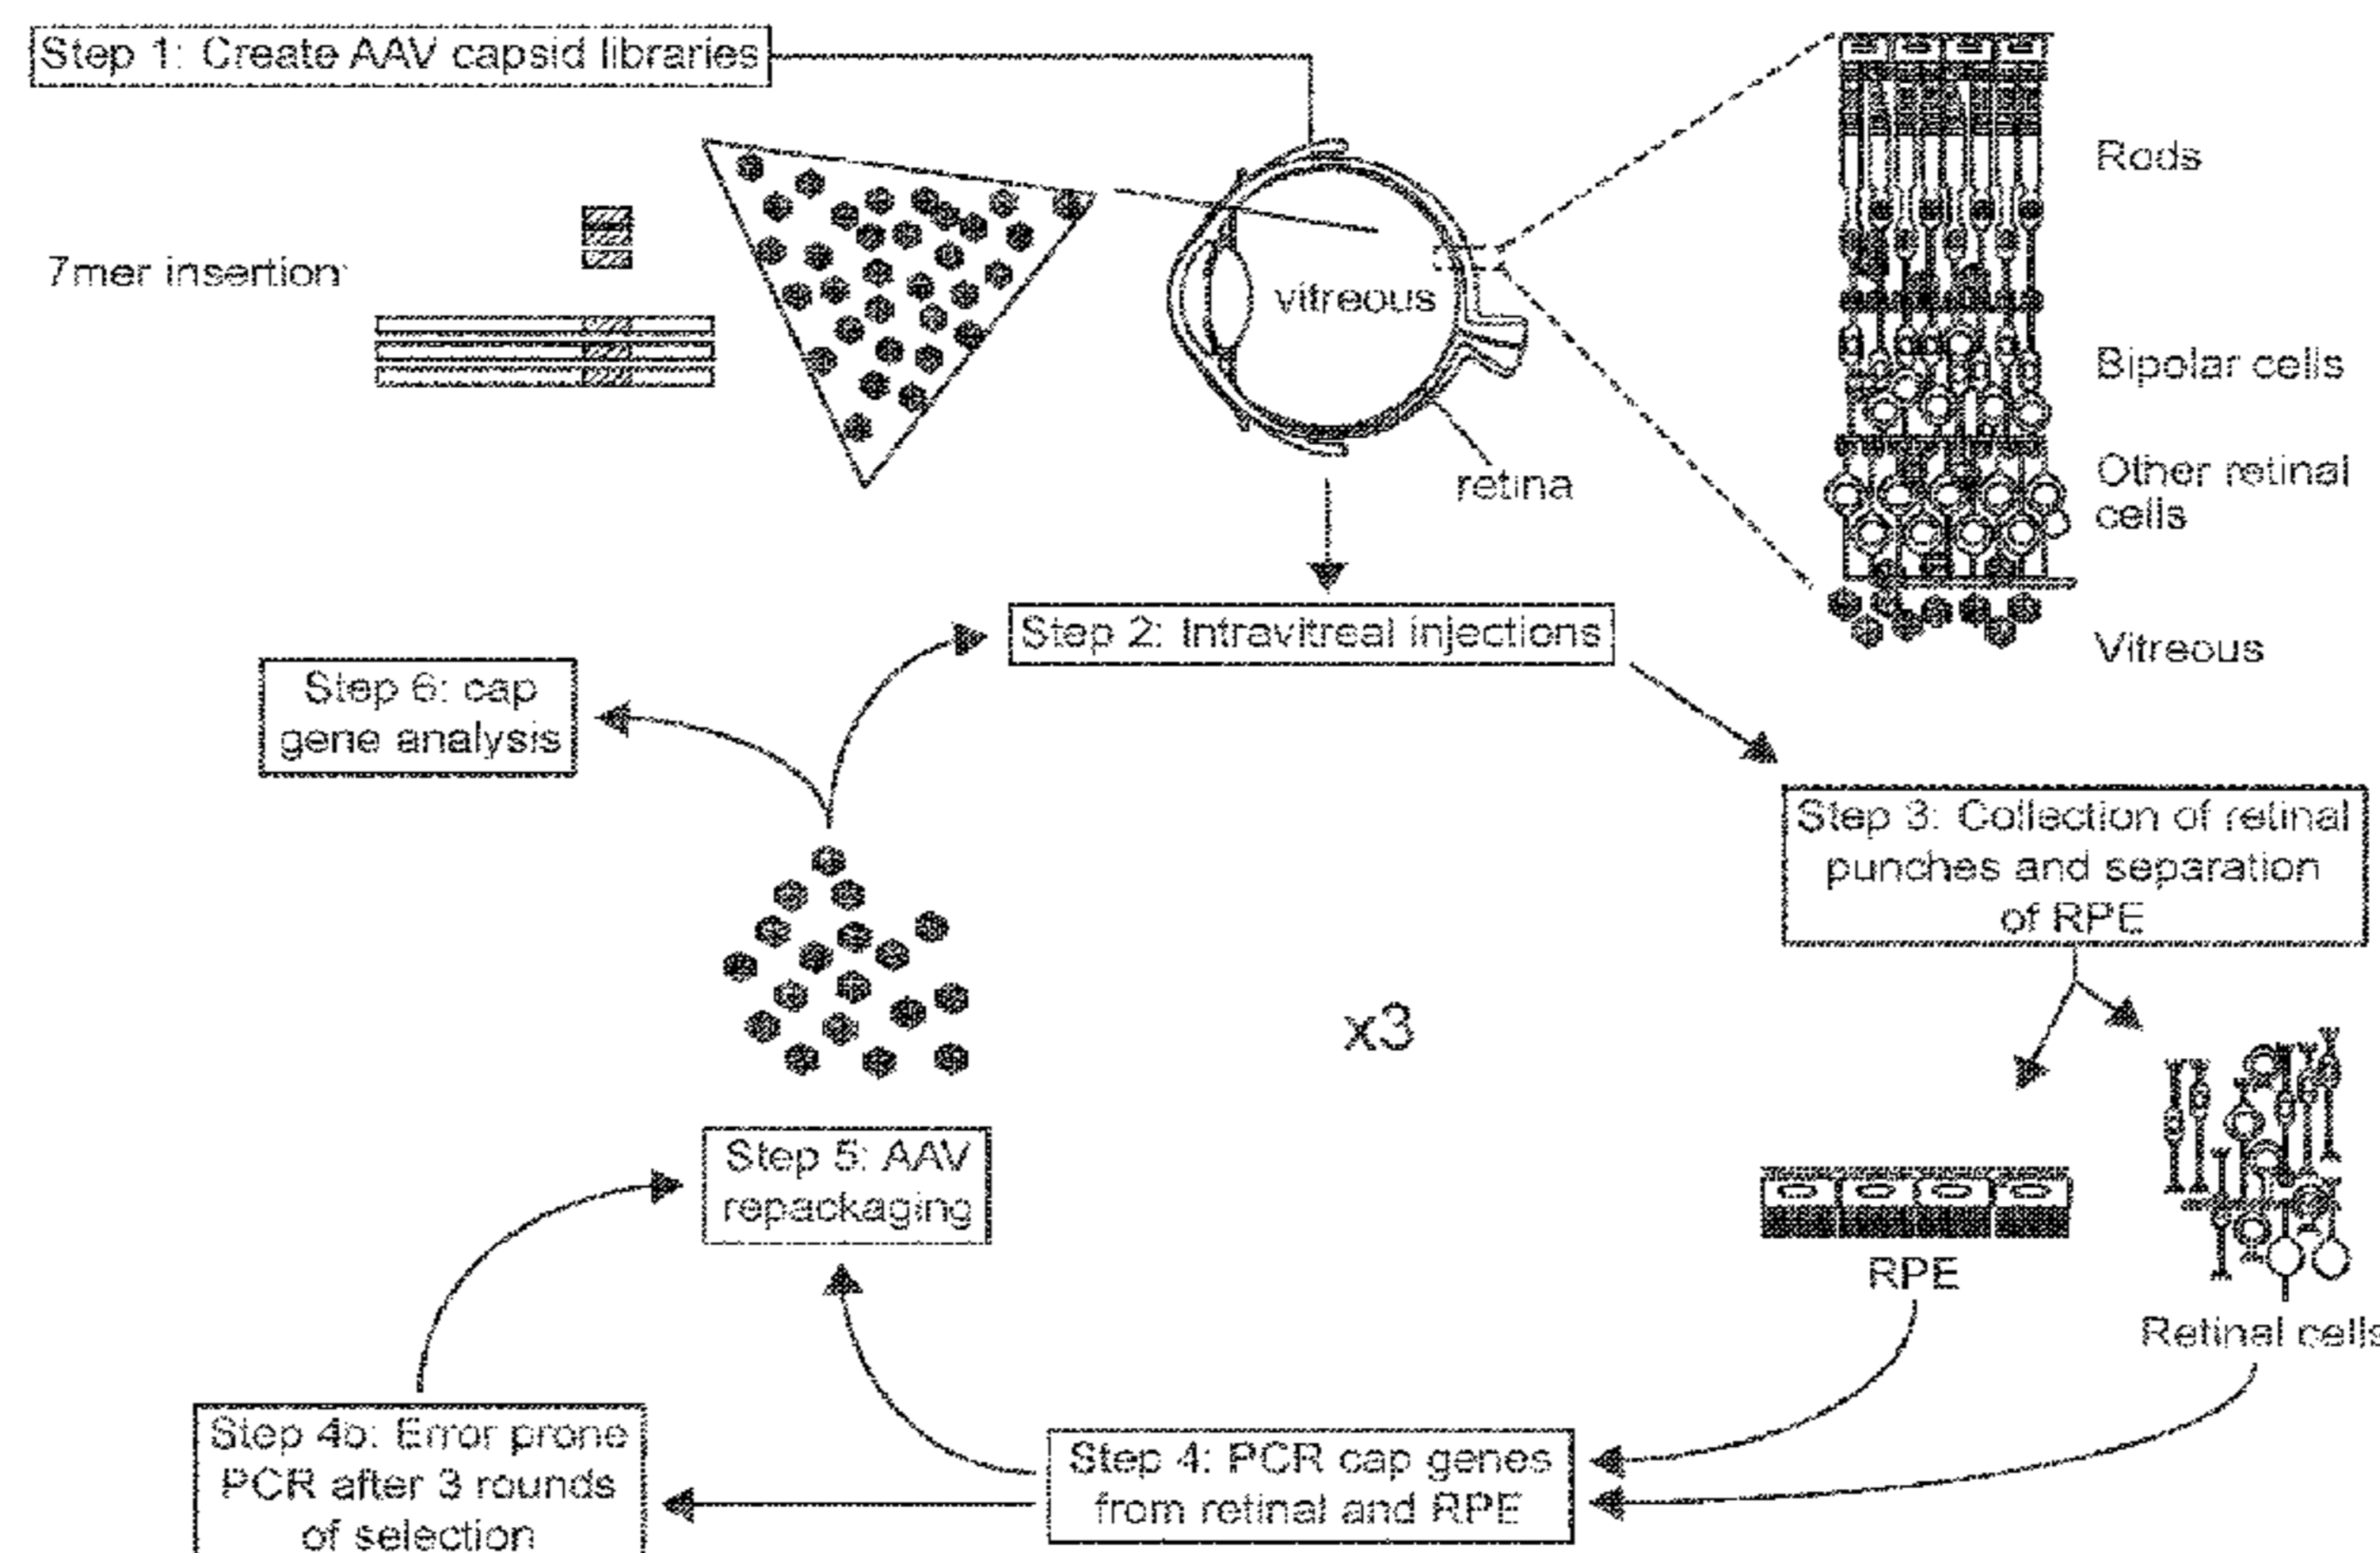 Step 1: Create AAV capsid libraries
Rods
7mer insertion
vitreous
Bipolar cells
Other retinal
cells
retina
Step 2: Intravitreal injections
Vitreous
Step 6: cap
gene analysis
Step 3: Collection of retinal
punches and separation
of RPE
x3
Step 5: AAV
repackaging
RPE
Retinal cells
Step 4b: Error prone
PCR after 3 rounds
of selection
Step 4: PCR cap genes
from retinal and RPE